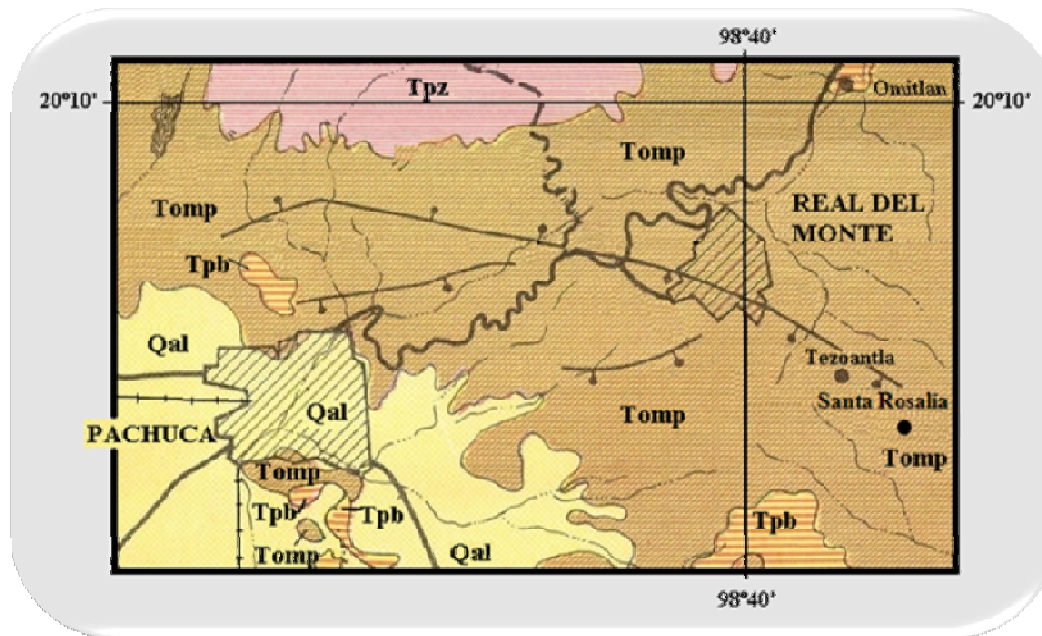 98°40'
Tpz
20°10'
Omitlan
20°10'
Tomp
Tomp
REAL DEL
MONTE
Tpb
Qal
Tezoantla
Santa Rosalia
Qal
Tomp
PACHUCA
Tomp
Tomp
Tpb
Tpb
Tpb
Tomp
Qal
98°40'